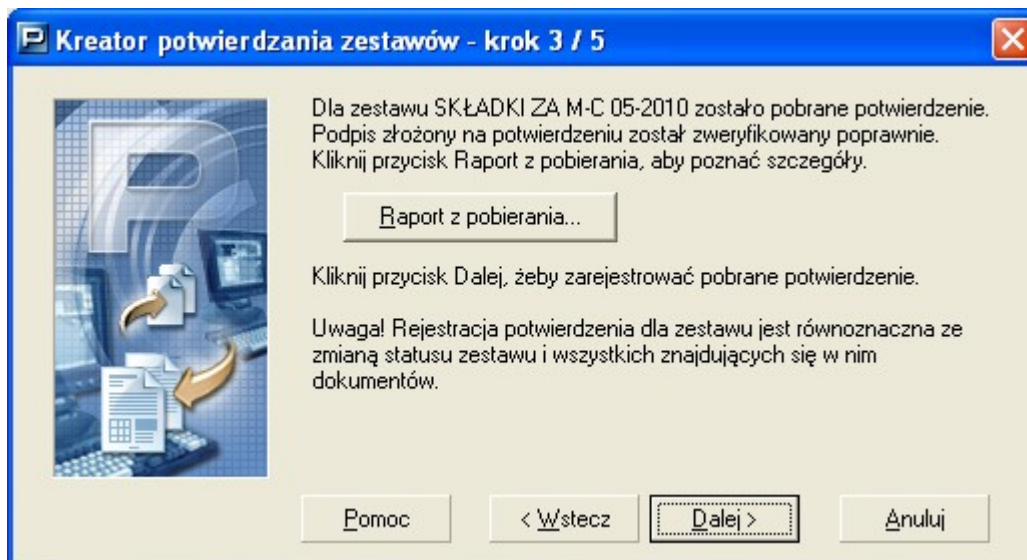 Kreator potwierdzania zestawów - krok 3 / 5
Dla zestawu SKŁADKI ZA M-C 05-2010 zostało pobrane potwierdzenie.
Podpis złożony na potwierdzeniu został zweryfikowany poprawnie.
Kliknij przycisk Raport z pobierania, aby poznać szczegóły.
Raport z pobierania...
Kliknij przycisk Dalej, żeby zarejestrować pobrane potwierdzenie.
Uwaga! Rejestracja potwierdzenia dla zestawu jest równoznaczna ze
zmianą statusu zestawu i wszystkich znajdujących się w nim
dokumentów.
Pomoc
< Wstecz
Dalej >
Anuluj